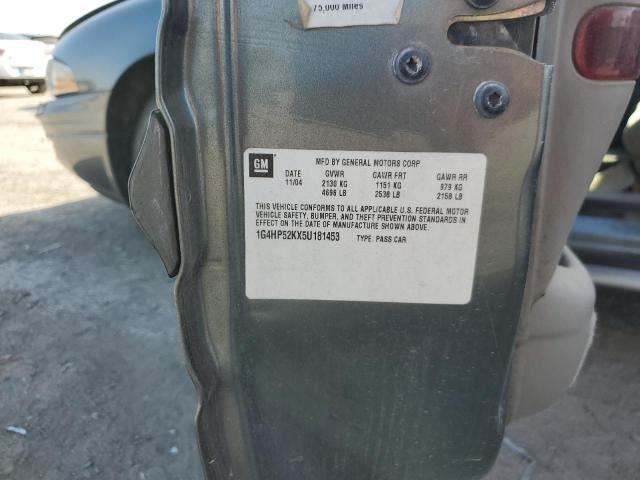 75,000 Miles
GM
MFD BY GENERAL MOTORS CORP
DATE GVWR GAWR FRT GAWR RR
11/04 2130 KG 1151 KG 979 KG
4696 LB 2538 LB 2158 LB
THIS VEHICLE CONFORMS TO ALL APPLICABLE U.S. FEDERAL MOTOR
VEHICLE SAFETY, BUMPER, AND THEFT PREVENTION STANDARDS IN
EFFECT ON THE DATE OF MANUFACTURE SHOWN ABOVE.
1G4HP52KX5U181453 TYPE: PASS CAR